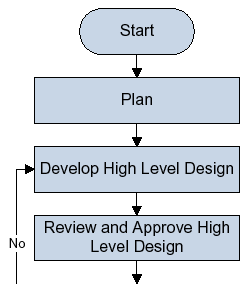 Start
Plan
Develop High Level Design
No
Review and Approve High
Level Design